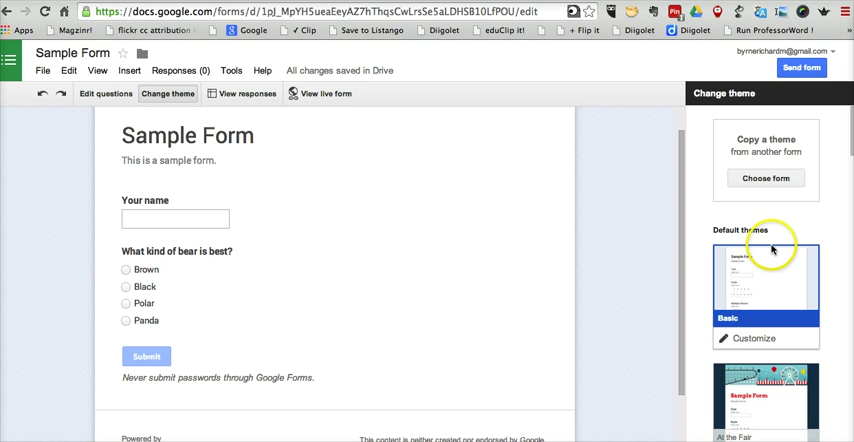 https://docs.google.com/forms/d/1pJ_MpYH5ueaEeyAZ7hThqsCwLrsSe5aLDHSB10LfPOU/edit
Apps Magzinr! flickr cc attribution Google ✓ Clip Save to Listango Diigolet eduClip it! + Flip it Diigolet Diigolet Run ProfessorWord ! »
Sample Form
byrnerichardm@gmail.com
File Edit View Insert Responses (0) Tools Help All changes saved in Drive
Send form
Edit questions Change theme View responses View live form
Change theme
Sample Form
This is a sample form.
Your name
What kind of bear is best?
Brown
Black
Polar
Panda
Submit
Never submit passwords through Google Forms.
Powered by
This content is neither created nor endorsed by Google.
Copy a theme
from another form
Choose form
Default themes
Sample Form
Basic
Customize
Sample Form
At the Fair